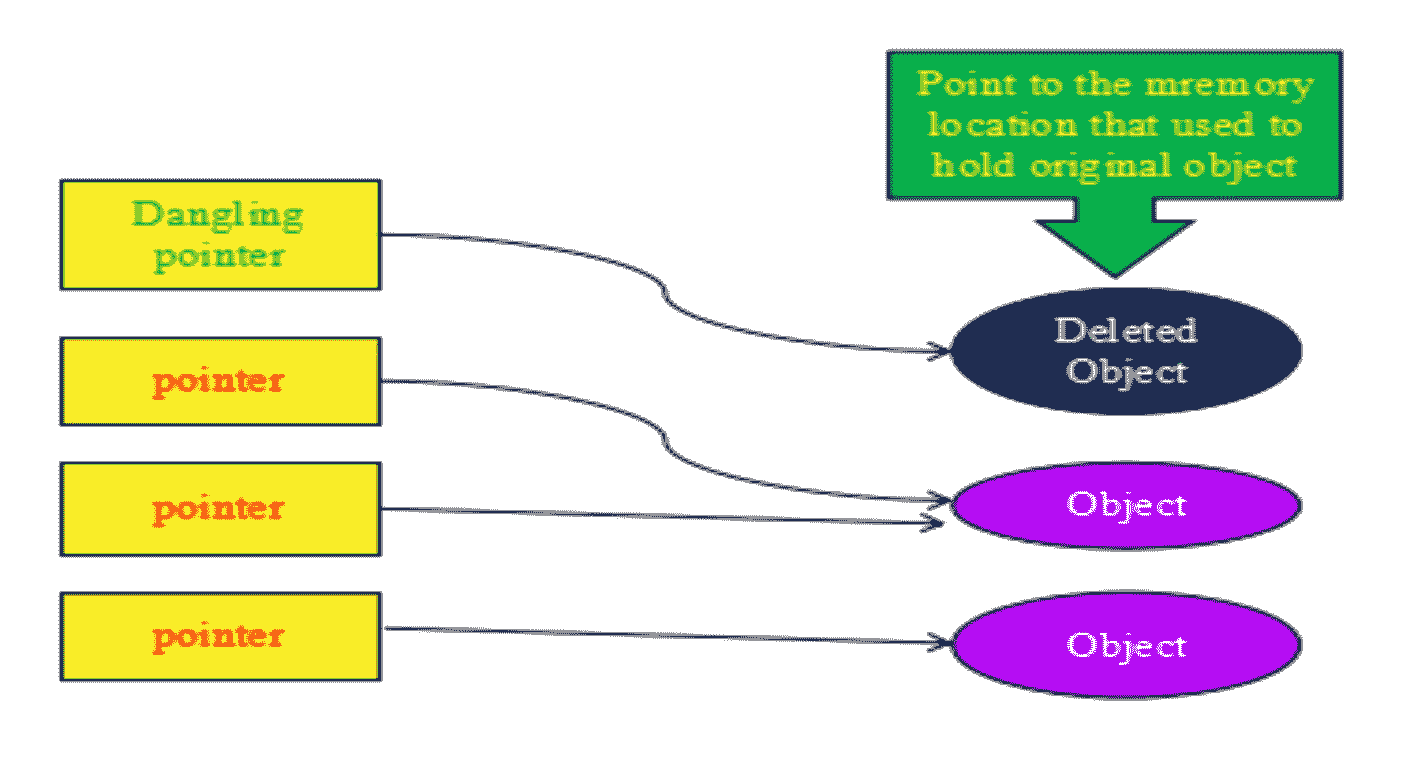 Point to the mremory
location that used to
hold original object
Dangling
pointer
Deleted
Object
pointer
pointer
Object
pointer
Object